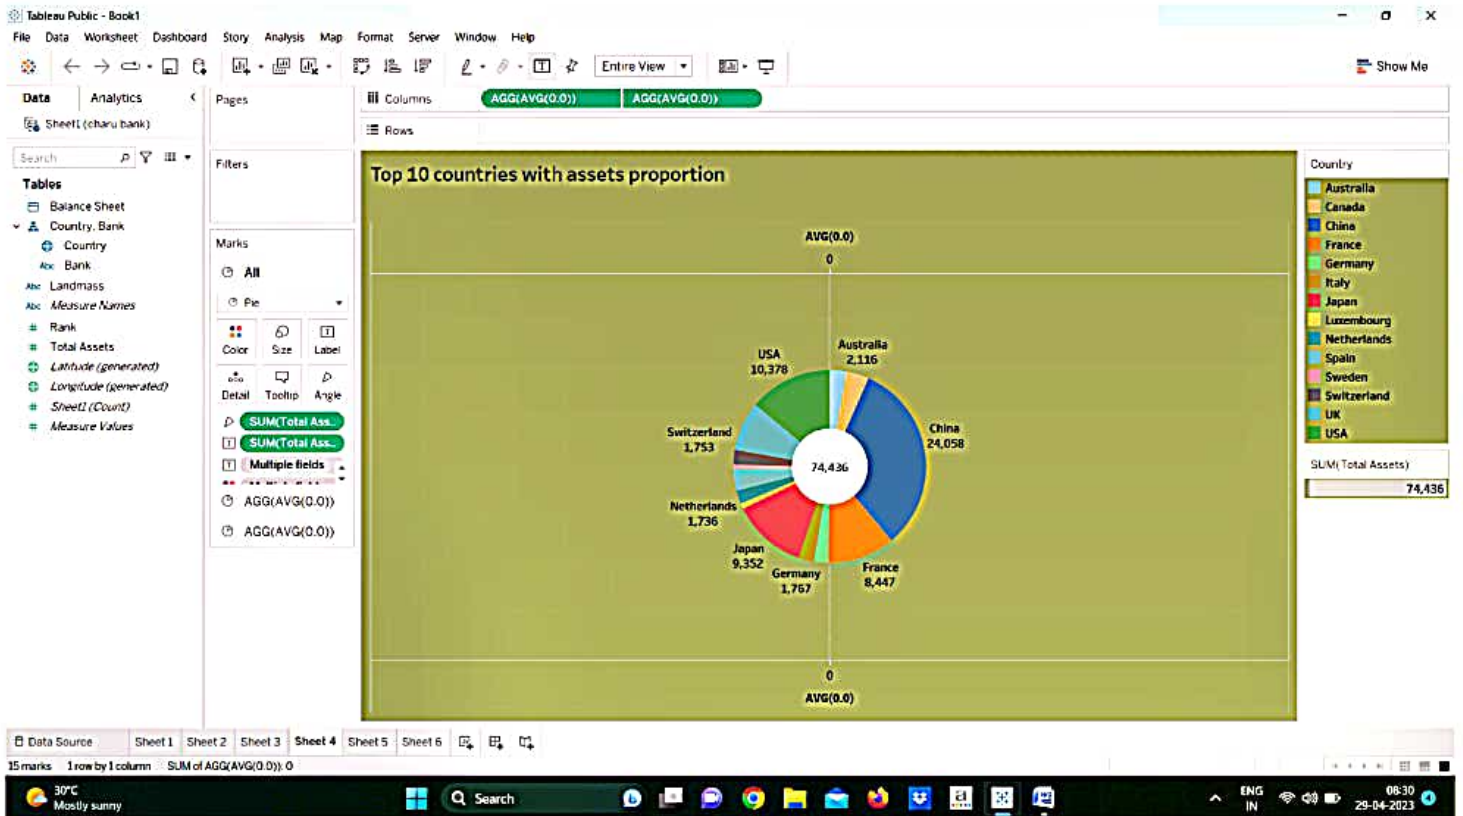 Tableau Public - Book1
File Data Worksheet Dashboard Story Analysis Map Format Server Window Help
Entire View
Show Me
Data Analytics
Pages
Columns AGG(AVG(0.0)) AGG(AVG(0.0))
Sheet1 (charu bank)
Rows
Search
Filters
Tables
Balance Sheet
Country, Bank
Country
Abc Bank
Abc Landmass
Abc Measure Names
# Rank
# Total Assets
Latitude (generated)
Longitude (generated)
# Sheet1 (Count)
# Measure Values
Marks
All
Pie
Color Size Label
Detail Tooltip Angle
SUM(Total Ass..
SUM(Total Ass..
Multiple fields
AGG(AVG(0.0))
AGG(AVG(0.0))
Top 10 countries with assets proportion
AVG(0.0)
0
USA
10,378
Australia
2,116
Switzerland
1,753
China
24,058
74,436
Netherlands
1,736
Japan
9,352
Germany
1,767
France
8,447
0
AVG(0.0)
Country
Australia
Canada
China
France
Germany
Italy
Japan
Luxembourg
Netherlands
Spain
Sweden
Switzerland
UK
USA
SUM(Total Assets)
74,436
Data Source Sheet 1 Sheet 2 Sheet 3 Sheet 4 Sheet 5 Sheet 6
15 marks 1 row by 1 column SUM of AGG(AVG(0.0)): 0
30°C
Mostly sunny
Search
ENG
IN
08:30
29-04-2023